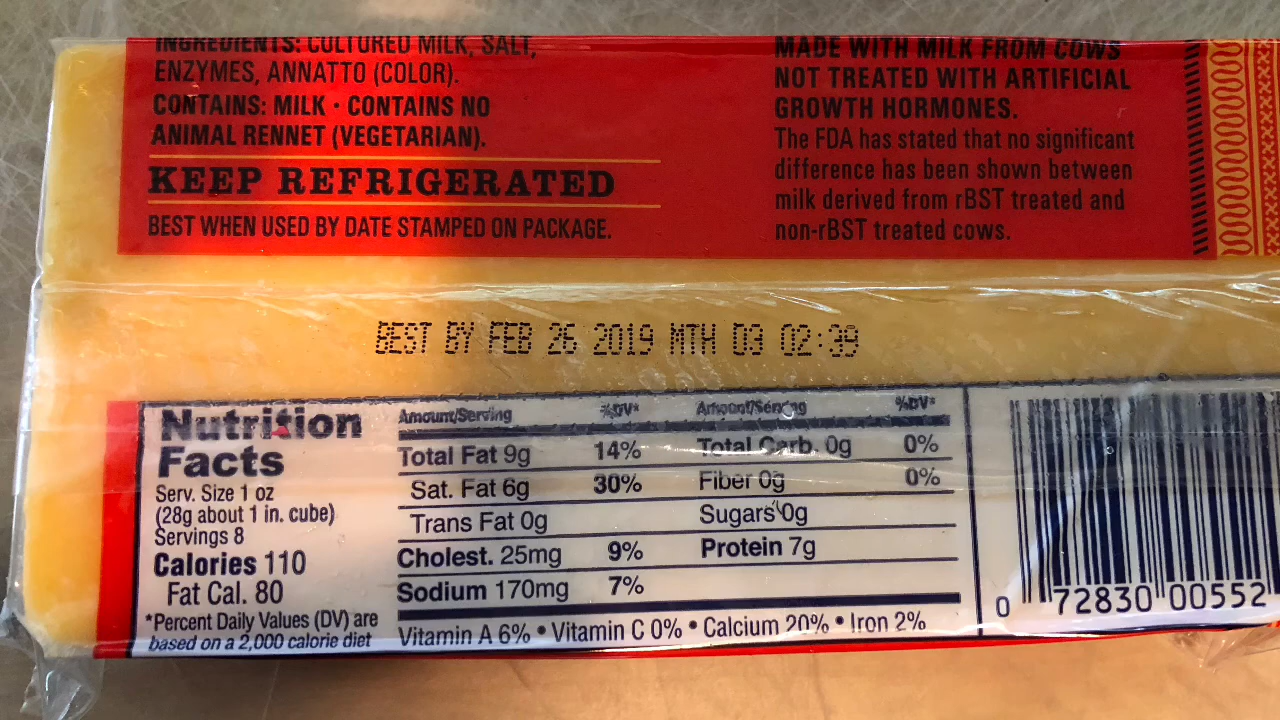 INGREDIENTS: CULTURED MILK, SALT,
ENZYMES, ANNATTO (COLOR).
CONTAINS: MILK · CONTAINS NO
ANIMAL RENNET (VEGETARIAN).
KEEP REFRIGERATED
BEST WHEN USED BY DATE STAMPED ON PACKAGE.
MADE WITH MILK FROM COWS
NOT TREATED WITH ARTIFICIAL
GROWTH HORMONES.
The FDA has stated that no significant
difference has been shown between
milk derived from rBST treated and
non-rBST treated cows.
BEST BY FEB 26 2019 MTH 03 02:39
Nutrition
Facts
Serv. Size 1 oz
(28g about 1 in. cube)
Servings 8
Calories 110
Fat Cal. 80
*Percent Daily Values (DV) are
based on a 2,000 calorie diet
Amount/Serving %DV* Amount/Serving %DV*
Total Fat 9g 14% Total Carb. 0g 0%
Sat. Fat 6g 30% Fiber 0g 0%
Trans Fat 0g Sugars 0g
Cholest. 25mg 9% Protein 7g
Sodium 170mg 7%
Vitamin A 6% • Vitamin C 0% • Calcium 20% • Iron 2%
0 72830 00552